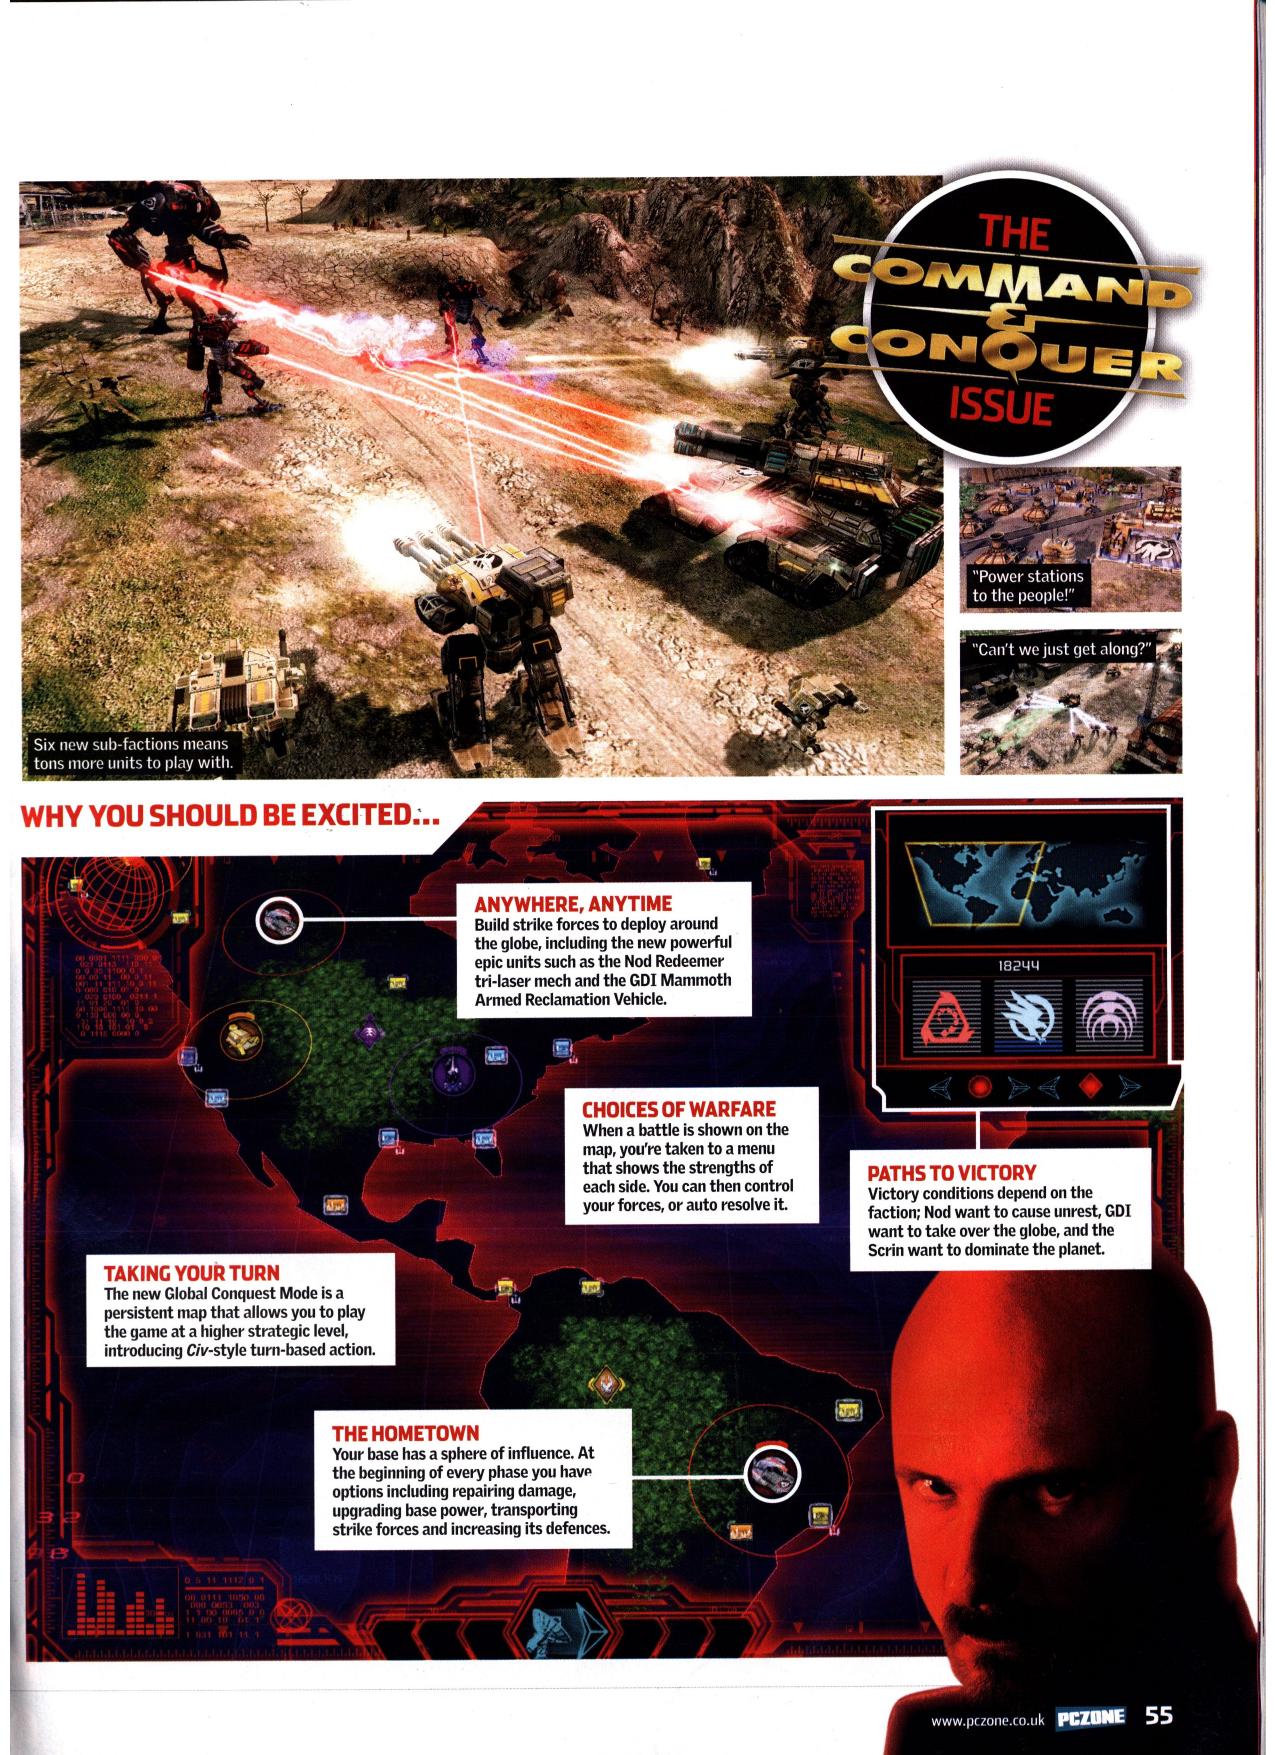 THE
COMMAND
&
CONQUER
ISSUE
"Power stations
to the people!"
"Can't we just get along?"
Six new sub-factions means
tons more units to play with.
WHY YOU SHOULD BE EXCITED...
ANYWHERE, ANYTIME
Build strike forces to deploy around
the globe, including the new powerful
epic units such as the Nod Redeemer
tri-laser mech and the GDI Mammoth
Armed Reclamation Vehicle.
18244
CHOICES OF WARFARE
When a battle is shown on the
map, you're taken to a menu
that shows the strengths of
each side. You can then control
your forces, or auto resolve it.
PATHS TO VICTORY
Victory conditions depend on the
faction; Nod want to cause unrest, GDI
want to take over the globe, and the
Scrin want to dominate the planet.
TAKING YOUR TURN
The new Global Conquest Mode is a
persistent map that allows you to play
the game at a higher strategic level,
introducing Civ-style turn-based action.
THE HOMETOWN
Your base has a sphere of influence. At
the beginning of every phase you have
options including repairing damage,
upgrading base power, transporting
strike forces and increasing its defences.
www.pczone.co.uk PCZONE 55